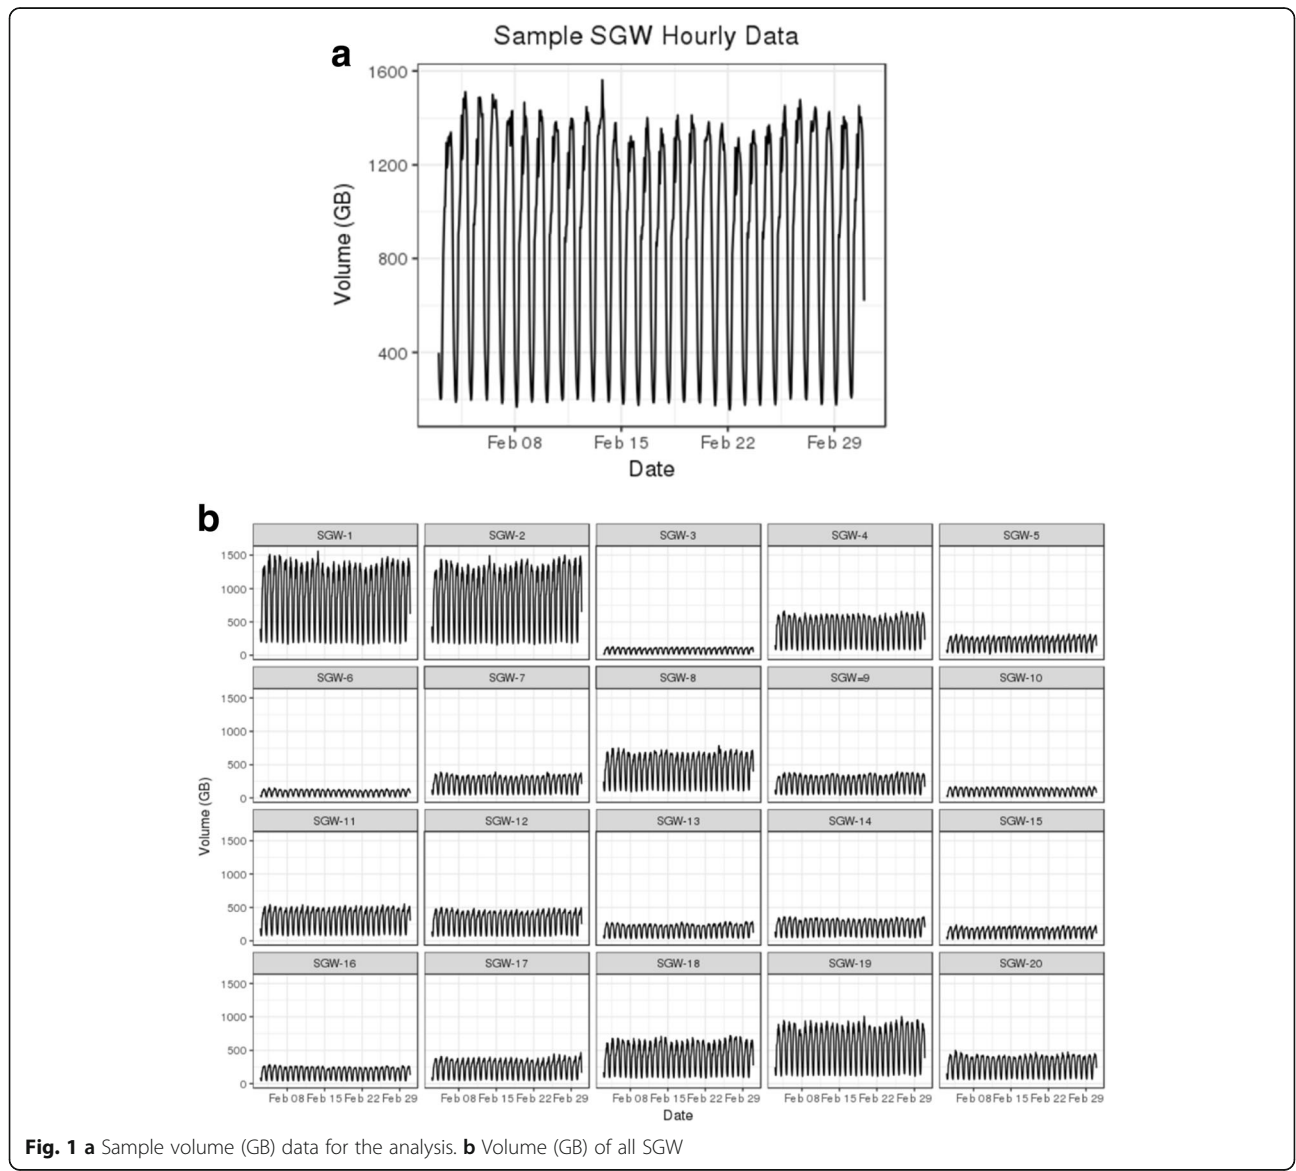 a
Sample SGW Hourly Data
1600
1200
800
400
Volume (GB)
Feb 08 Feb 15 Feb 22 Feb 29
Date
b
SGW-1 SGW-2 SGW-3 SGW-4 SGW-5
1500
1000
500
0
SGW-6 SGW-7 SGW-8 SGW=9 SGW-10
1500
1000
500
0
Volume (GB)
SGW-11 SGW-12 SGW-13 SGW-14 SGW-15
1500
1000
500
0
SGW-16 SGW-17 SGW-18 SGW-19 SGW-20
1500
1000
500
0
Feb 08 Feb 15 Feb 22 Feb 29 Feb 08 Feb 15 Feb 22 Feb 29 Feb 08 Feb 15 Feb 22 Feb 29 Feb 08 Feb 15 Feb 22 Feb 29 Feb 08 Feb 15 Feb 22 Feb 29
Date
Fig. 1 a Sample volume (GB) data for the analysis. b Volume (GB) of all SGW